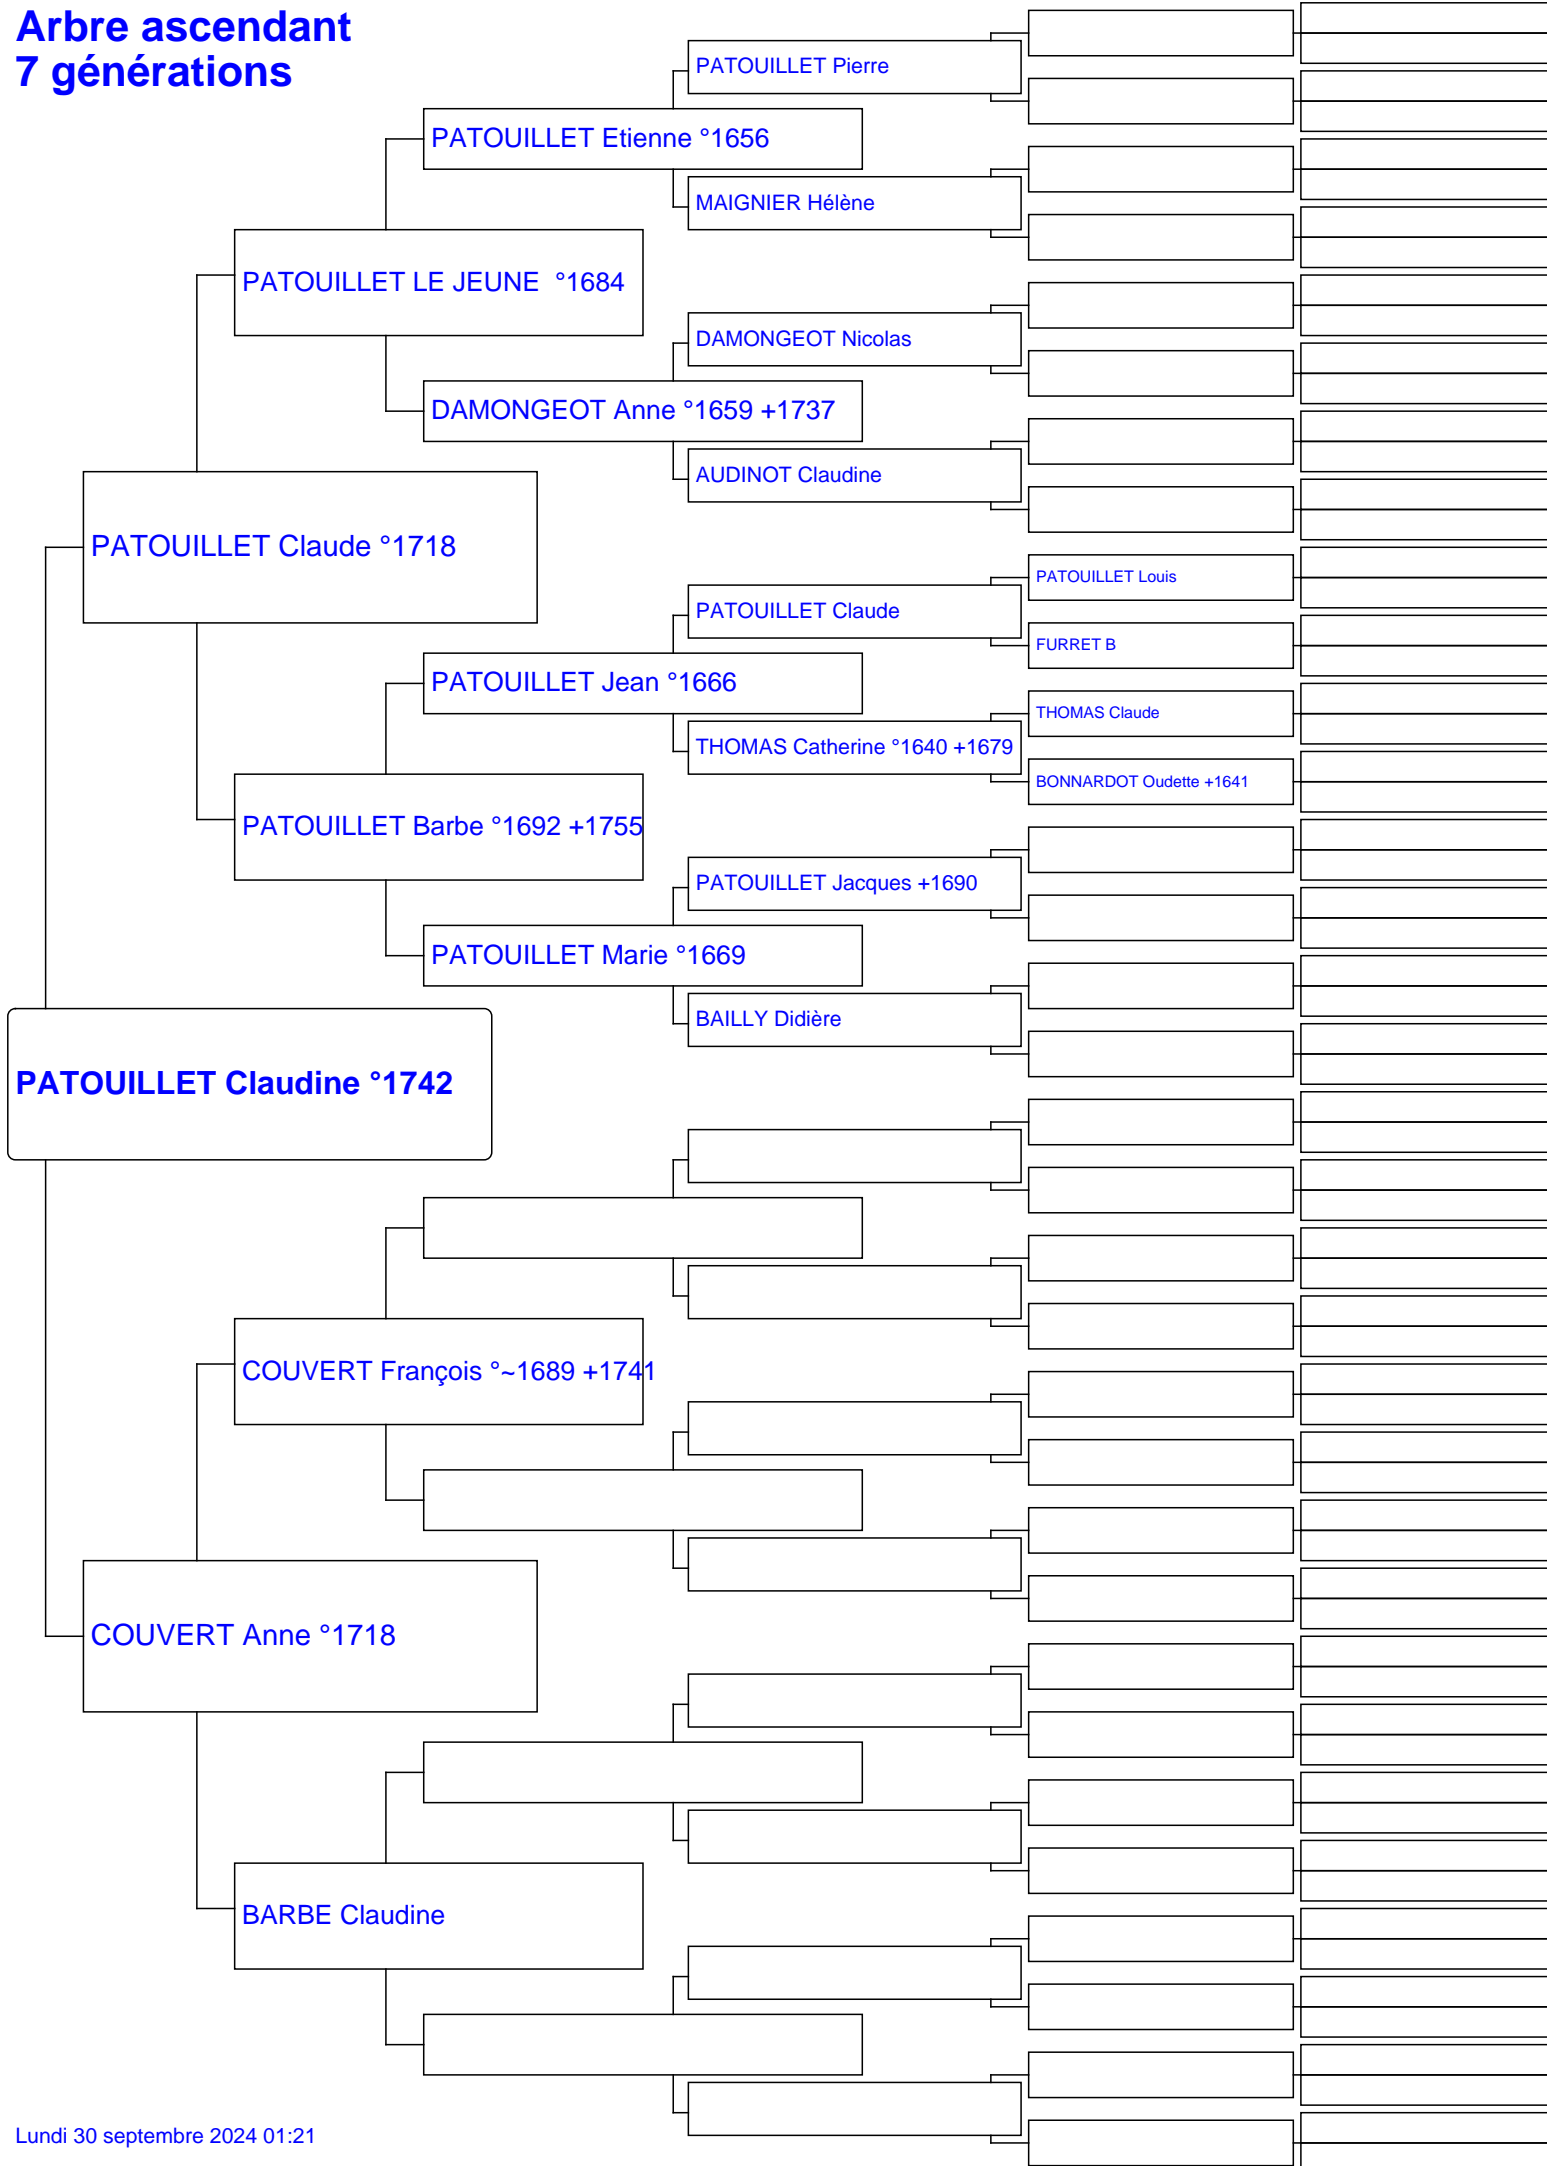 Arbre ascendant
7 générations
PATOUILLET Pierre
PATOUILLET Etienne °1656
MAIGNIER Hélène
PATOUILLET LE JEUNE  °1684
DAMONGEOT Nicolas
DAMONGEOT Anne °1659 +1737
AUDINOT Claudine
PATOUILLET Claude °1718
PATOUILLET Louis
PATOUILLET Claude
FURRET B
PATOUILLET Jean °1666
THOMAS Claude
THOMAS Catherine °1640 +1679
BONNARDOT Oudette +1641
PATOUILLET Barbe °1692 +1755
PATOUILLET Jacques +1690
PATOUILLET Marie °1669
BAILLY Didière
PATOUILLET Claudine °1742
COUVERT François °~1689 +1741
COUVERT Anne °1718
BARBE Claudine
Lundi 30 septembre 2024 01:21